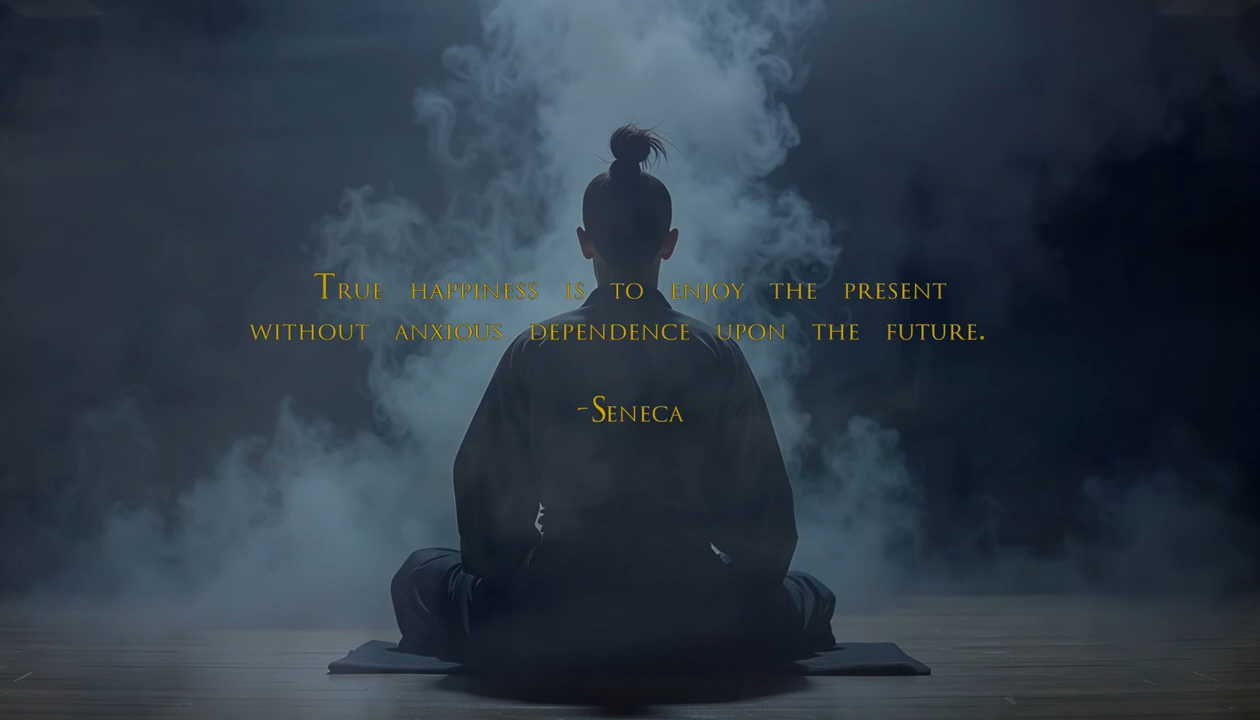 True happiness is to enjoy the present
without anxious dependence upon the future.
-Seneca